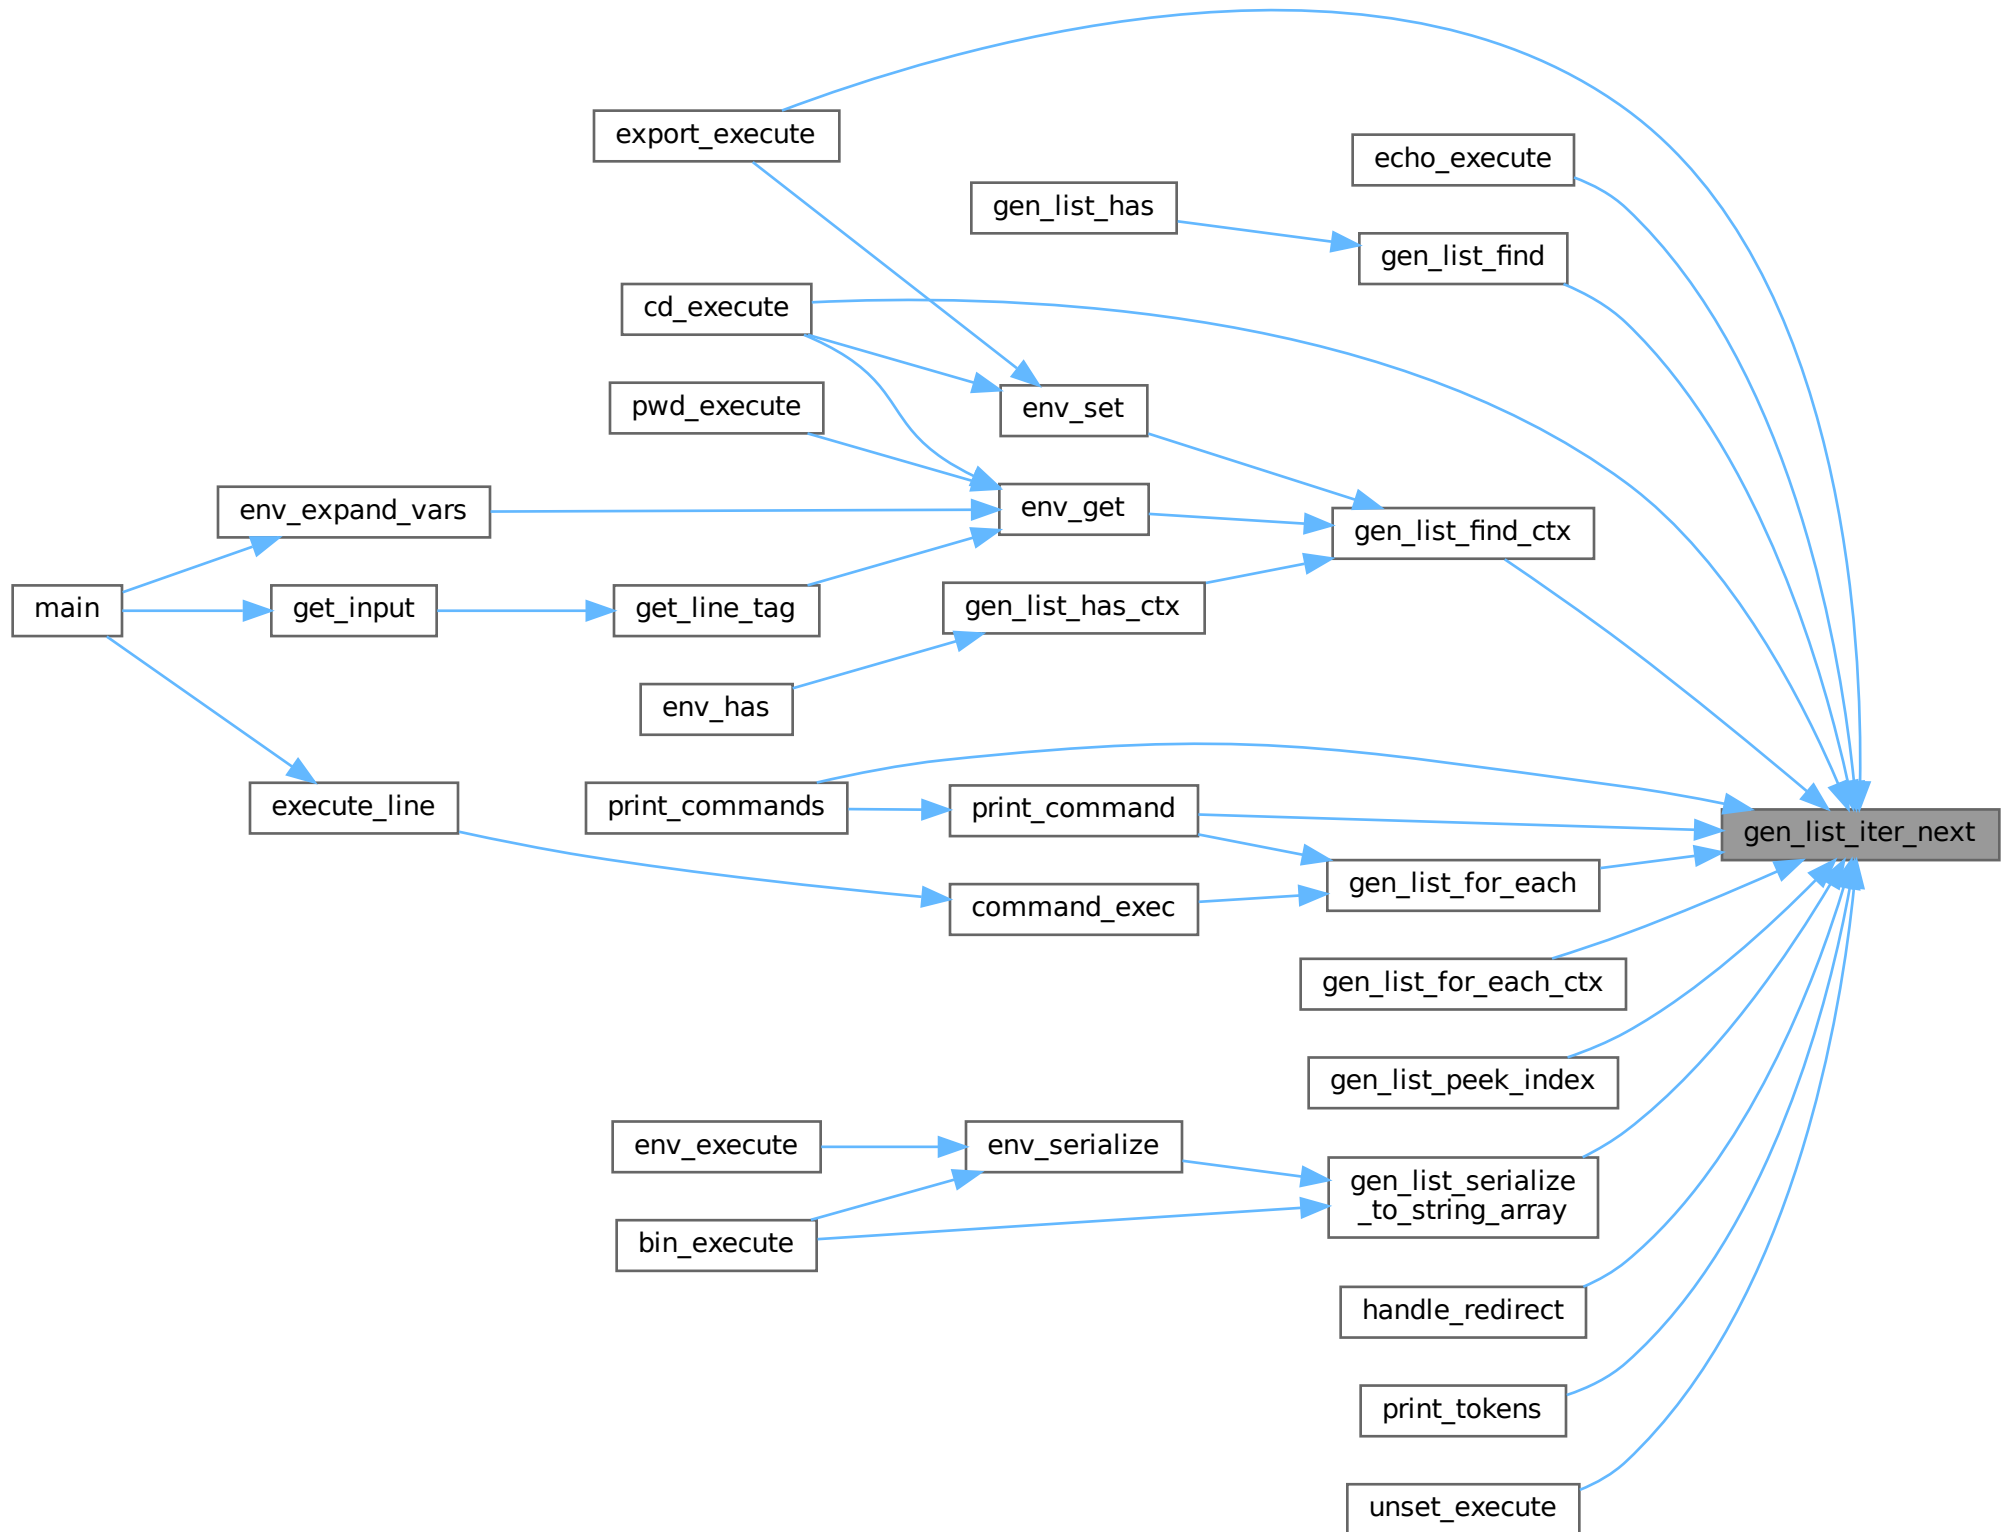 export_execute
echo_execute
gen_list_has
gen_list_find
cd_execute
pwd_execute
env_set
env_expand_vars
env_get
gen_list_find_ctx
main
get_input
get_line_tag
gen_list_has_ctx
env_has
execute_line
print_commands
print_command
gen_list_iter_next
gen_list_for_each
command_exec
gen_list_for_each_ctx
gen_list_peek_index
env_execute
env_serialize
gen_list_serialize
_to_string_array
bin_execute
handle_redirect
print_tokens
unset_execute